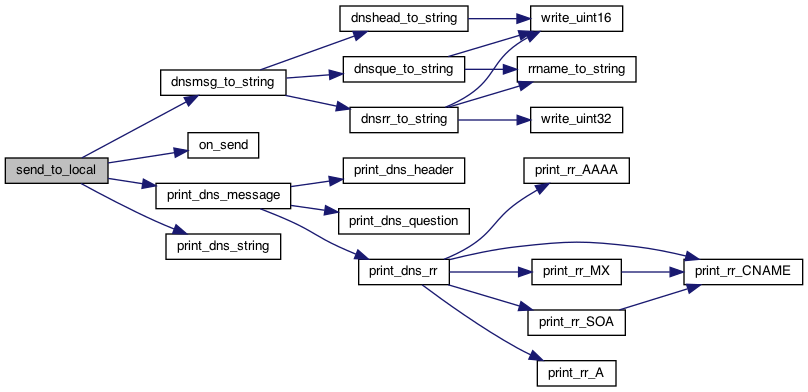 dnshead_to_string
write_uint16
dnsque_to_string
rrname_to_string
dnsmsg_to_string
dnsrr_to_string
write_uint32
on_send
send_to_local
print_dns_header
print_rr_AAAA
print_dns_message
print_dns_question
print_dns_string
print_dns_rr
print_rr_MX
print_rr_CNAME
print_rr_SOA
print_rr_A